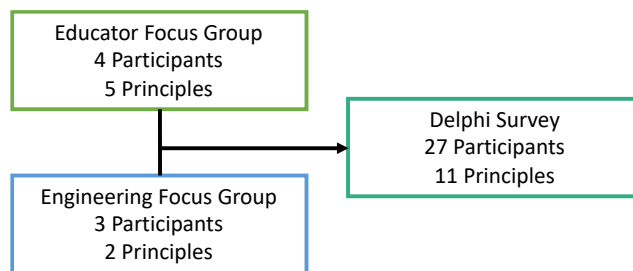 Educator Focus Group
4 Participants
5 Principles
Delphi Survey
27 Participants
11 Principles
Engineering Focus Group
3 Participants
2 Principles